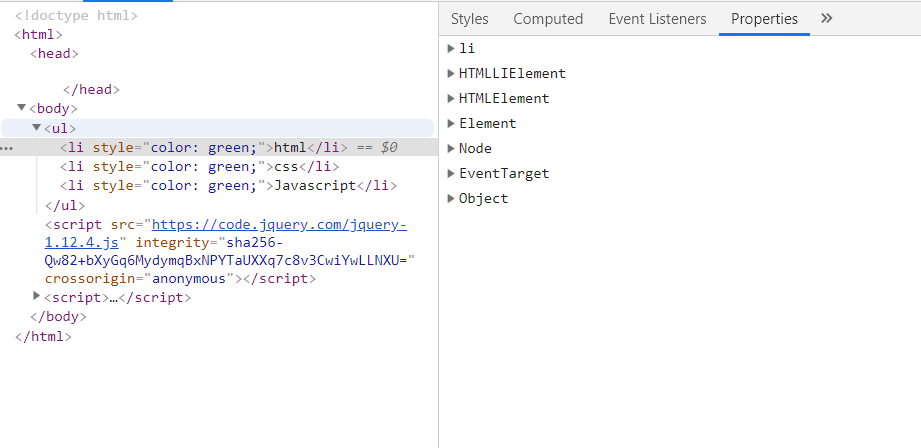 <!doctype html>
<html>
<head>
</head>
<body>
<ul>
<li style="color: green;">html</li> == $0
<li style="color: green;">css</li>
<li style="color: green;">Javascript</li>
</ul>
<script src="https://code.jquery.com/jquery-
1.12.4.js" integrity="sha256-
Qw82+bXyGq6MydymqBxNPYTaUXXq7c8v3CwiYwLLNXU="
crossorigin="anonymous"></script>
<script>…</script>
</body>
</html>
Styles Computed Event Listeners Properties »
li
HTMLLIElement
HTMLElement
Element
Node
EventTarget
Object